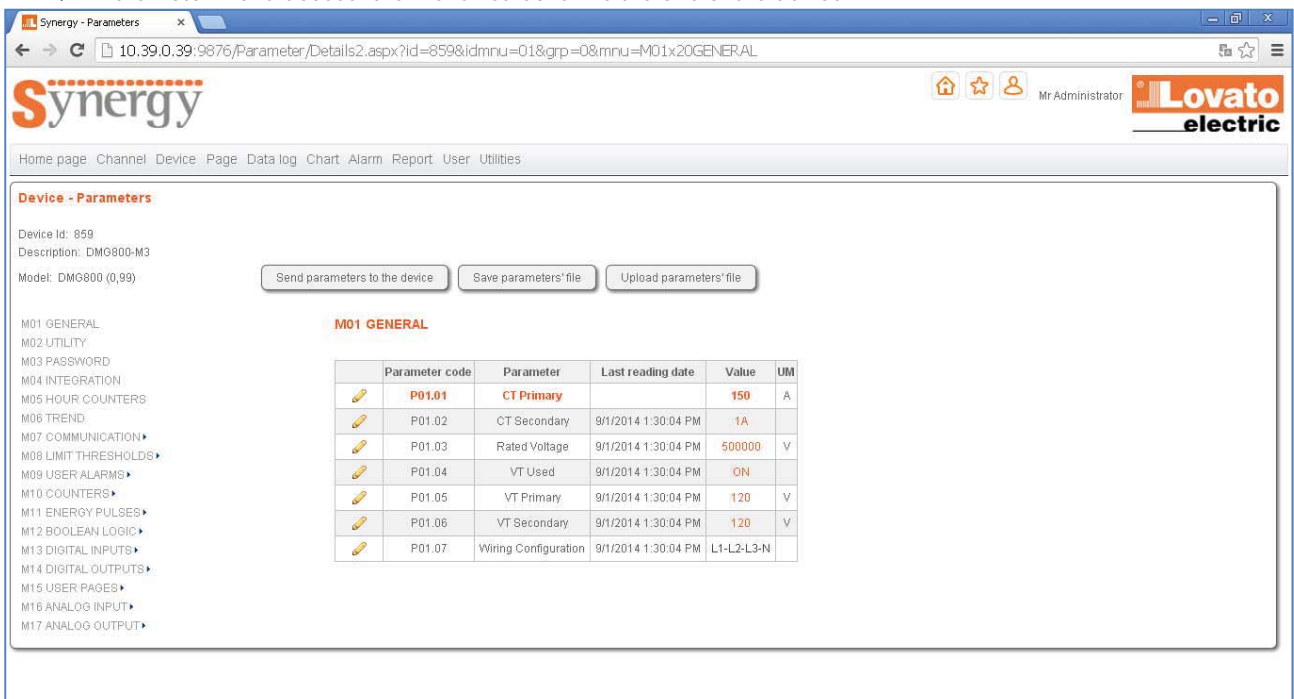 Synergy - Parameters
10.39.0.39:9876/Parameter/Details2.aspx?id=859&idmnu=01&grp=0&mnu=M01x20GENERAL
Synergy
Mr Administrator
Lovato
electric
Home page Channel Device Page Data log Chart Alarm Report User Utilities
Device - Parameters
Device Id: 859
Description: DMG800-M3
Model: DMG800 (0,99)
Send parameters to the device
Save parameters' file
Upload parameters' file
M01 GENERAL
M02 UTILITY
M03 PASSWORD
M04 INTEGRATION
M05 HOUR COUNTERS
M06 TREND
M07 COMMUNICATION
M08 LIMIT THRESHOLDS
M09 USER ALARMS
M10 COUNTERS
M11 ENERGY PULSES
M12 BOOLEAN LOGIC
M13 DIGITAL INPUTS
M14 DIGITAL OUTPUTS
M15 USER PAGES
M16 ANALOG INPUT
M17 ANALOG OUTPUT
M01 GENERAL
Parameter code Parameter Last reading date Value UM
P01.01 CT Primary 150 A
P01.02 CT Secondary 9/1/2014 1:30:04 PM 1A
P01.03 Rated Voltage 9/1/2014 1:30:04 PM 500000 V
P01.04 VT Used 9/1/2014 1:30:04 PM ON
P01.05 VT Primary 9/1/2014 1:30:04 PM 120 V
P01.06 VT Secondary 9/1/2014 1:30:04 PM 120 V
P01.07 Wiring Configuration 9/1/2014 1:30:04 PM L1-L2-L3-N